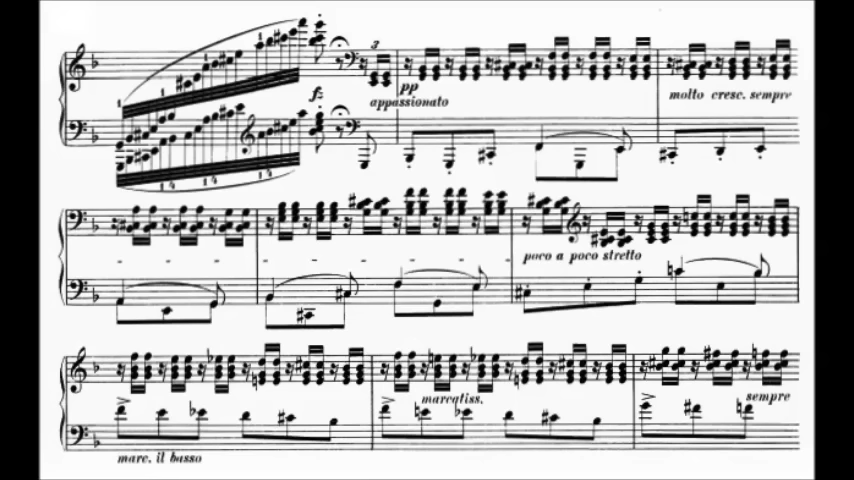 f:
pp
appassionato
molto cresc. sempre
poco a poco stretto
marcatiss.
sempre
marc. il basso